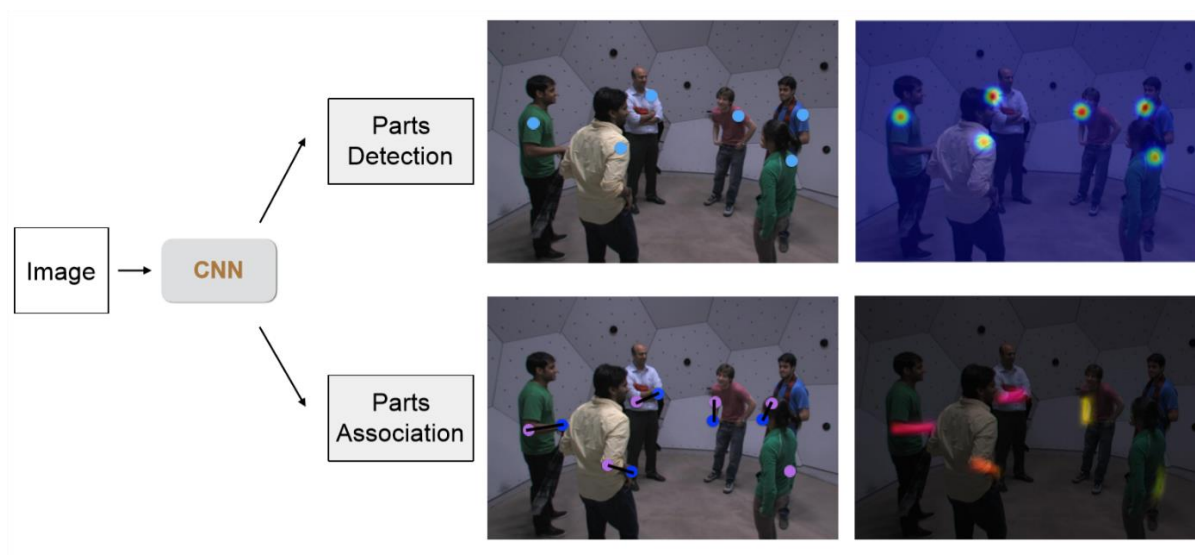 Parts
Detection
Image
CNN
Parts
Association